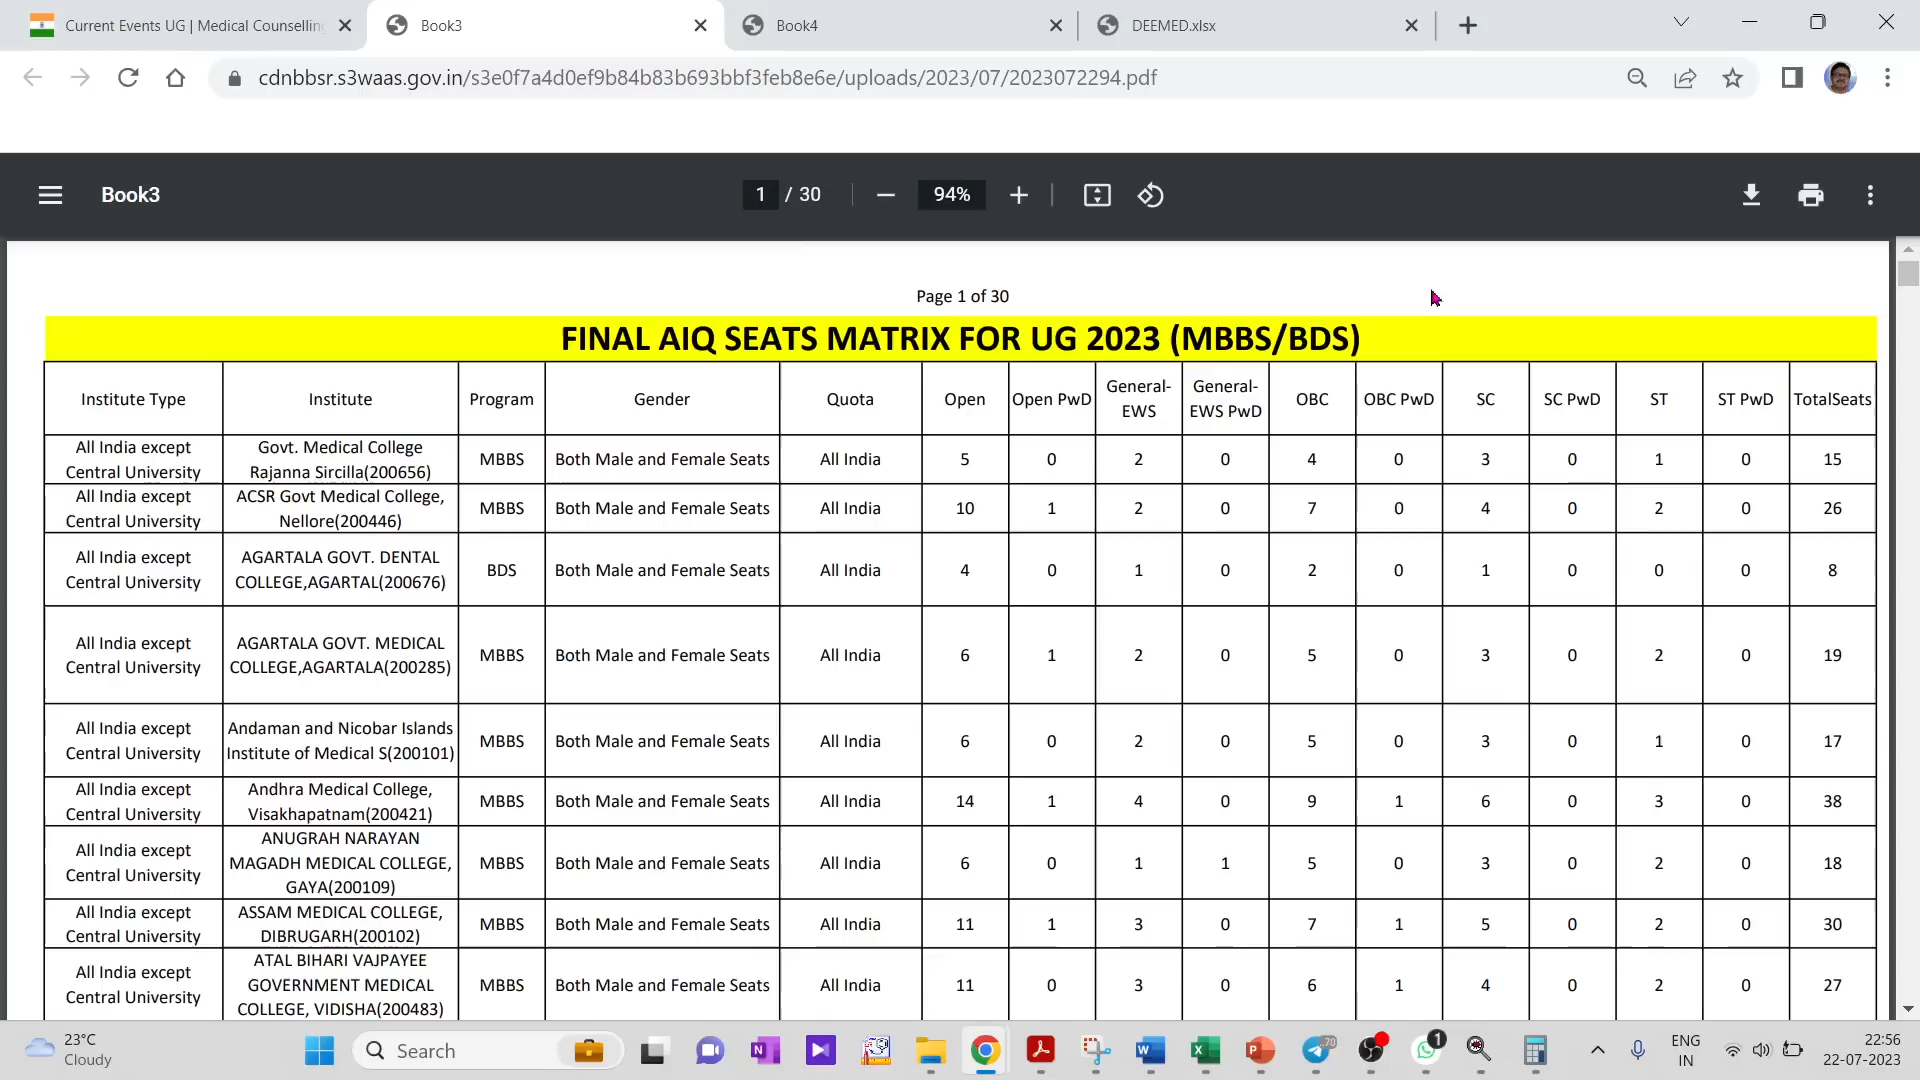 Current Events UG | Medical Counselling
Book3
Book4
DEEMED.xlsx
cdnbbsr.s3waas.gov.in/s3e0f7a4d0ef9b84b83b693bbf3feb8e6e/uploads/2023/07/2023072294.pdf
Book3
1 / 30
94%
Page 1 of 30
FINAL AIQ SEATS MATRIX FOR UG 2023 (MBBS/BDS)
Institute Type Institute Program Gender Quota Open Open PwD General-EWS General-EWS PwD OBC OBC PwD SC SC PwD ST ST PwD TotalSeats
All India except Central University Govt. Medical College Rajanna Sircilla(200656) MBBS Both Male and Female Seats All India 5 0 2 0 4 0 3 0 1 0 15
All India except Central University ACSR Govt Medical College, Nellore(200446) MBBS Both Male and Female Seats All India 10 1 2 0 7 0 4 0 2 0 26
All India except Central University AGARTALA GOVT. DENTAL COLLEGE,AGARTAL(200676) BDS Both Male and Female Seats All India 4 0 1 0 2 0 1 0 0 0 8
All India except Central University AGARTALA GOVT. MEDICAL COLLEGE,AGARTALA(200285) MBBS Both Male and Female Seats All India 6 1 2 0 5 0 3 0 2 0 19
All India except Central University Andaman and Nicobar Islands Institute of Medical S(200101) MBBS Both Male and Female Seats All India 6 0 2 0 5 0 3 0 1 0 17
All India except Central University Andhra Medical College, Visakhapatnam(200421) MBBS Both Male and Female Seats All India 14 1 4 0 9 1 6 0 3 0 38
All India except Central University ANUGRAH NARAYAN MAGADH MEDICAL COLLEGE, GAYA(200109) MBBS Both Male and Female Seats All India 6 0 1 1 5 0 3 0 2 0 18
All India except Central University ASSAM MEDICAL COLLEGE, DIBRUGARH(200102) MBBS Both Male and Female Seats All India 11 1 3 0 7 1 5 0 2 0 30
All India except Central University ATAL BIHARI VAJPAYEE GOVERNMENT MEDICAL COLLEGE, VIDISHA(200483) MBBS Both Male and Female Seats All India 11 0 3 0 6 1 4 0 2 0 27
23°C
Cloudy
Search
70
1
ENG
IN
22:56
22-07-2023